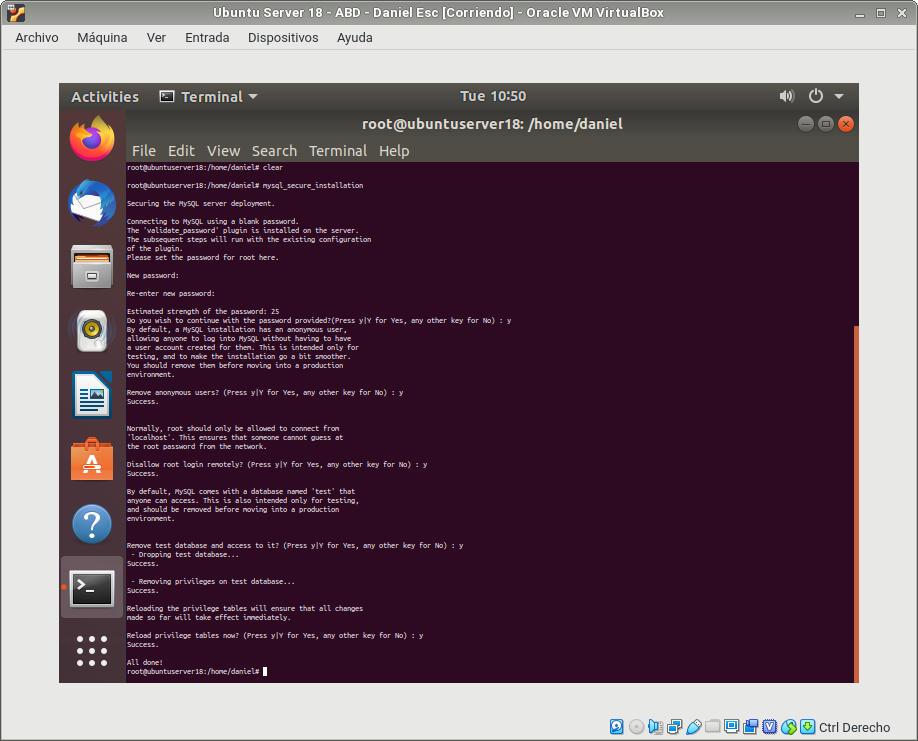 Ubuntu Server 18 - ABD - Daniel Esc [Corriendo] - Oracle VM VirtualBox
Archivo Máquina Ver Entrada Dispositivos Ayuda
Activities Terminal Tue 10:50
root@ubuntuserver18: /home/daniel
File Edit View Search Terminal Help
root@ubuntuserver18:/home/daniel# clear
root@ubuntuserver18:/home/daniel# mysql_secure_installation
Securing the MySQL server deployment.
Connecting to MySQL using a blank password.
The 'validate_password' plugin is installed on the server.
The subsequent steps will run with the existing configuration
of the plugin.
Please set the password for root here.
New password:
Re-enter new password:
Estimated strength of the password: 25
Do you wish to continue with the password provided?(Press y|Y for Yes, any other key for No) : y
By default, a MySQL installation has an anonymous user,
allowing anyone to log into MySQL without having to have
a user account created for them. This is intended only for
testing, and to make the installation go a bit smoother.
You should remove them before moving into a production
environment.
Remove anonymous users? (Press y|Y for Yes, any other key for No) : y
Success.
Normally, root should only be allowed to connect from
'localhost'. This ensures that someone cannot guess at
the root password from the network.
Disallow root login remotely? (Press y|Y for Yes, any other key for No) : y
Success.
By default, MySQL comes with a database named 'test' that
anyone can access. This is also intended only for testing,
and should be removed before moving into a production
environment.
Remove test database and access to it? (Press y|Y for Yes, any other key for No) : y
- Dropping test database...
Success.
- Removing privileges on test database...
Success.
Reloading the privilege tables will ensure that all changes
made so far will take effect immediately.
Reload privilege tables now? (Press y|Y for Yes, any other key for No) : y
Success.
All done!
root@ubuntuserver18:/home/daniel#
Ctrl Derecho